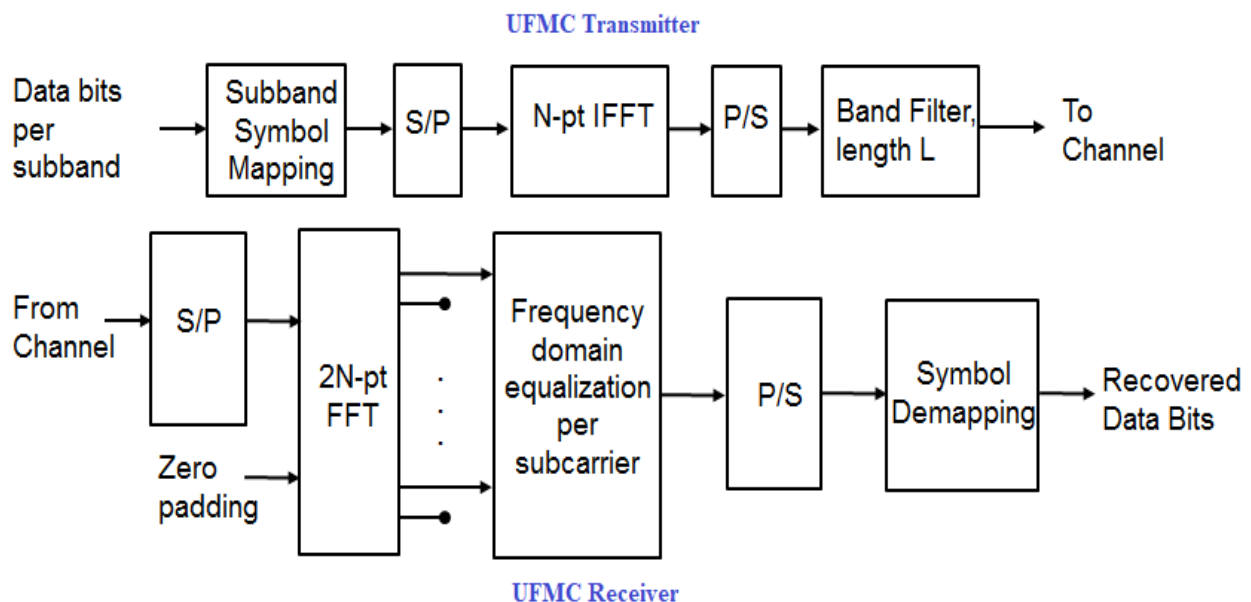 UFMC Transmitter
Data bits
per
subband
Subband
Symbol
Mapping
S/P
N-pt IFFT
P/S
Band Filter,
length L
To
Channel
From
Channel
S/P
Zero
padding
2N-pt
FFT
Frequency
domain
equalization
per
subcarrier
P/S
Symbol
Demapping
Recovered
Data Bits
UFMC Receiver